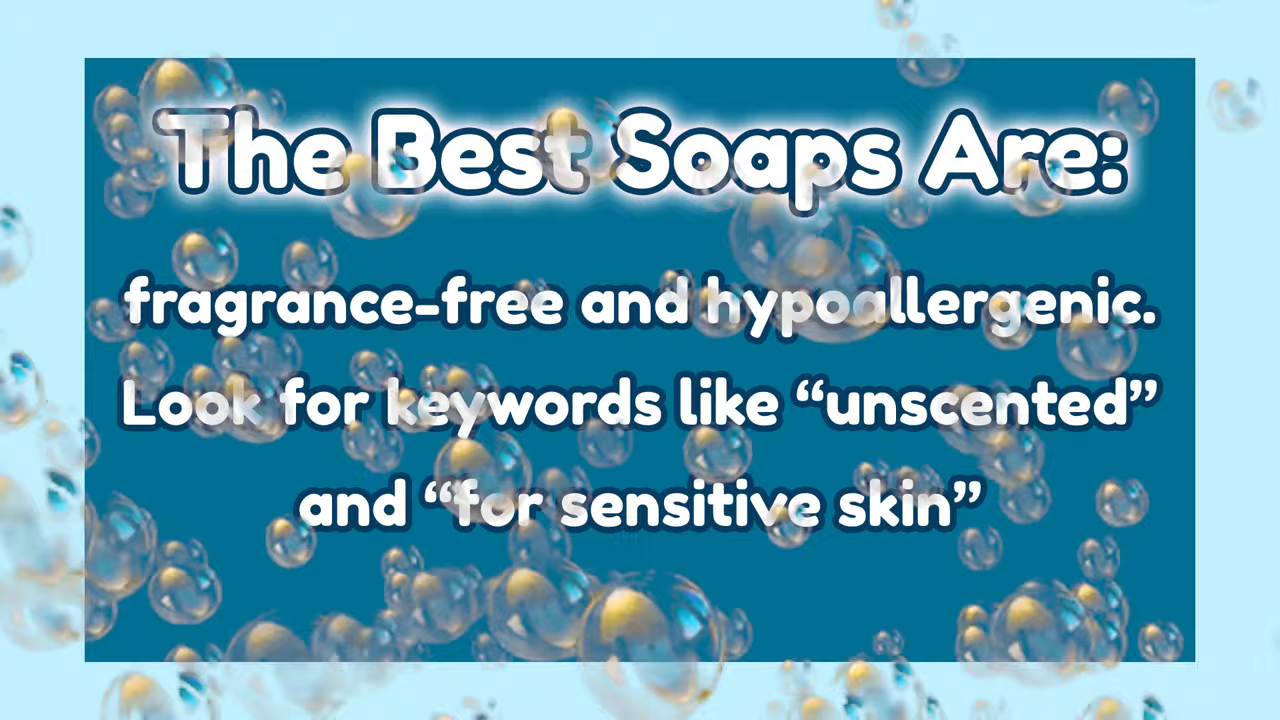 The Best Soaps Are:
fragrance-free and hypoallergenic.
Look for keywords like “unscented”
and “for sensitive skin”